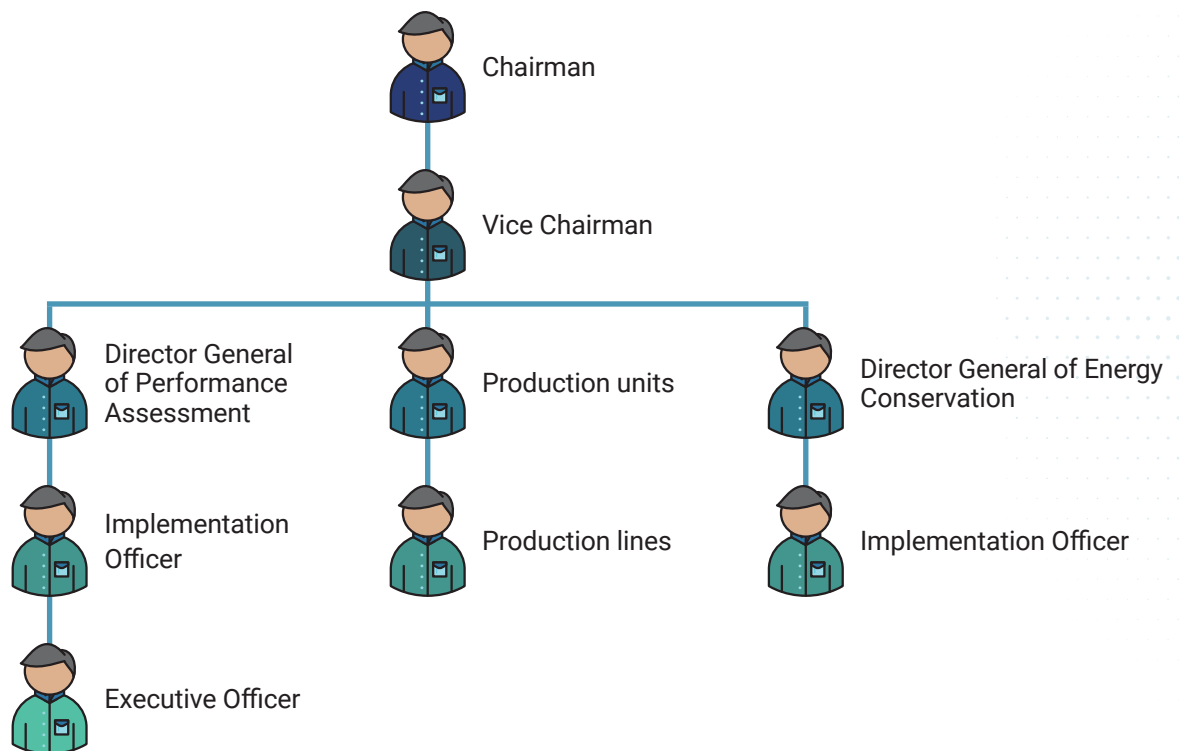 Chairman
Vice Chairman
Director General
of Performance
Assessment
Production units
Director General of Energy
Conservation
Implementation
Officer
Production lines
Implementation Officer
Executive Officer